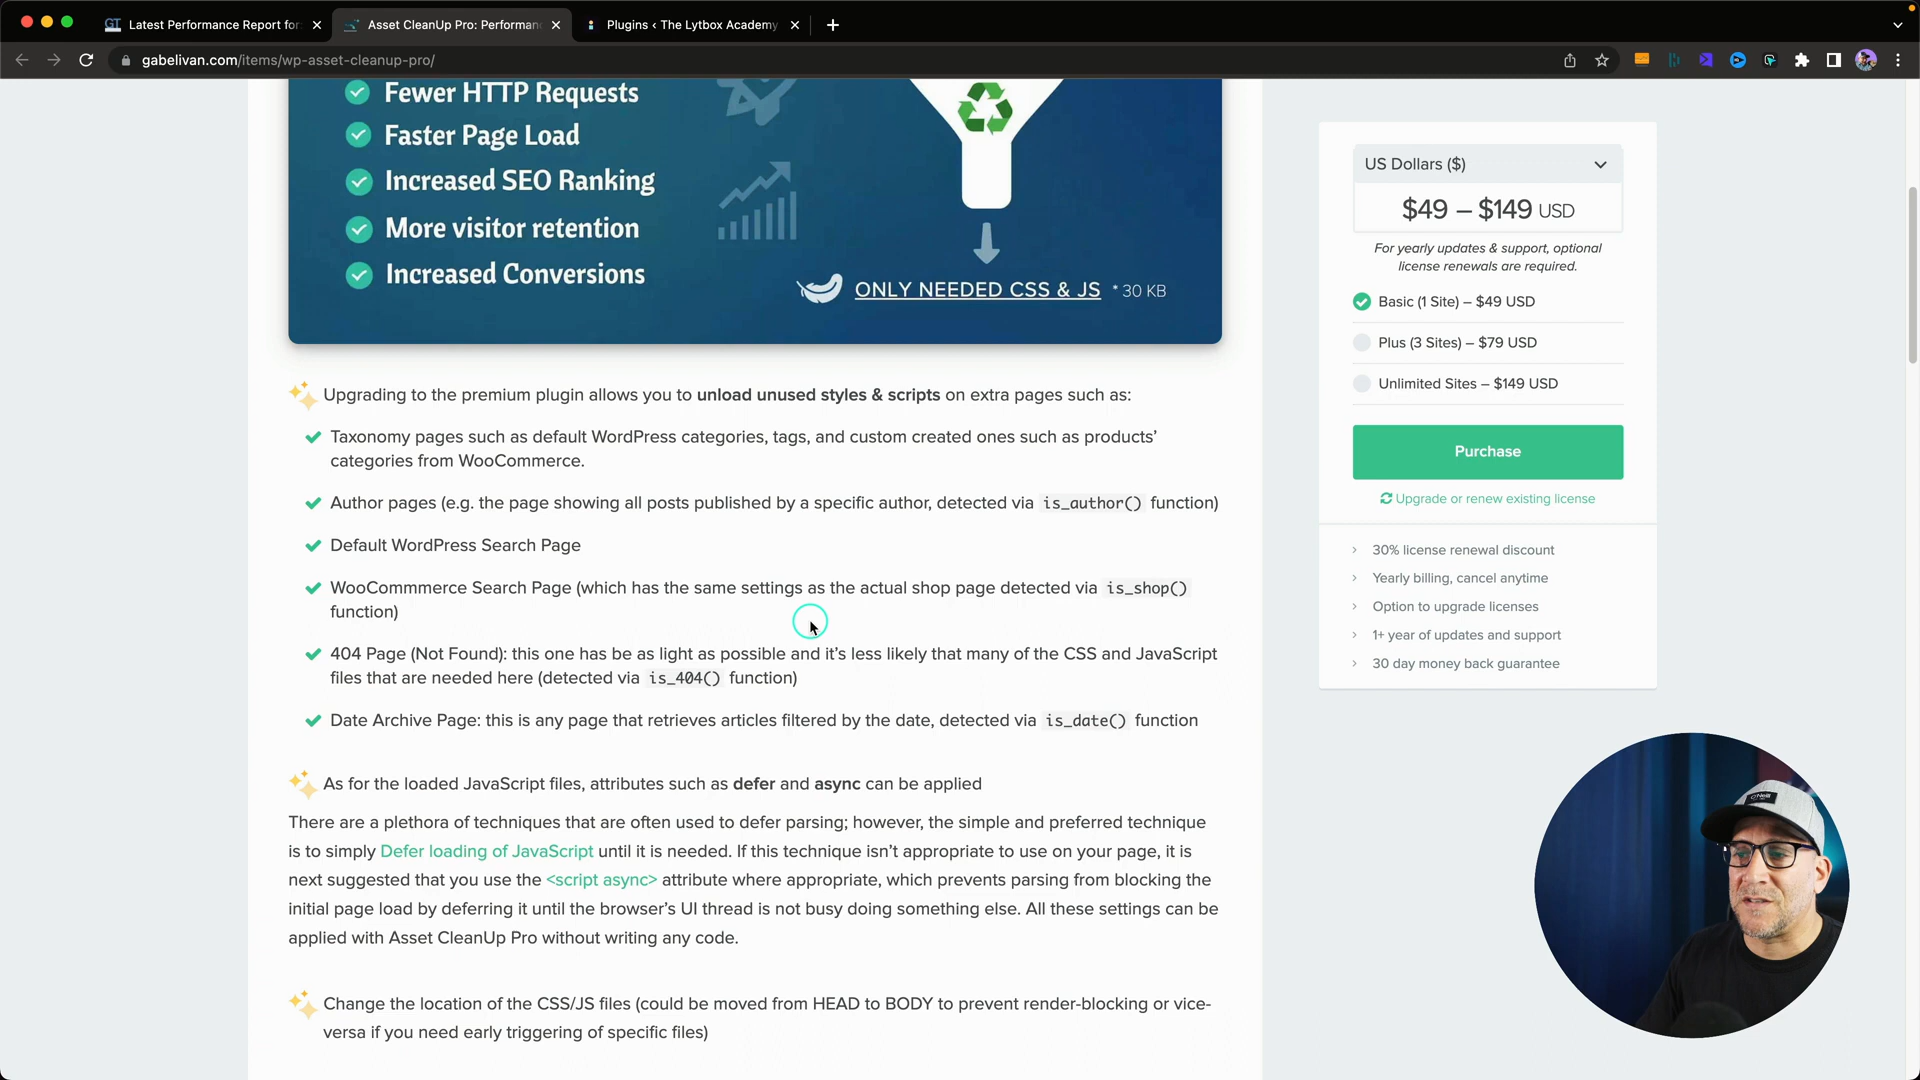 GT Latest Performance Report for:
Asset CleanUp Pro: Performanc
Plugins ‹ The Lytbox Academy
gabelivan.com/items/wp-asset-cleanup-pro/
Fewer HTTP Requests
Faster Page Load
Increased SEO Ranking
More visitor retention
Increased Conversions
ONLY NEEDED CSS & JS * 30 KB
Upgrading to the premium plugin allows you to unload unused styles & scripts on extra pages such as:
Taxonomy pages such as default WordPress categories, tags, and custom created ones such as products’
categories from WooCommerce.
Author pages (e.g. the page showing all posts published by a specific author, detected via is_author() function)
Default WordPress Search Page
WooCommmerce Search Page (which has the same settings as the actual shop page detected via is_shop()
function)
404 Page (Not Found): this one has be as light as possible and it’s less likely that many of the CSS and JavaScript
files that are needed here (detected via is_404() function)
Date Archive Page: this is any page that retrieves articles filtered by the date, detected via is_date() function
As for the loaded JavaScript files, attributes such as defer and async can be applied
There are a plethora of techniques that are often used to defer parsing; however, the simple and preferred technique
is to simply Defer loading of JavaScript until it is needed. If this technique isn’t appropriate to use on your page, it is
next suggested that you use the <script async> attribute where appropriate, which prevents parsing from blocking the
initial page load by deferring it until the browser’s UI thread is not busy doing something else. All these settings can be
applied with Asset CleanUp Pro without writing any code.
Change the location of the CSS/JS files (could be moved from HEAD to BODY to prevent render-blocking or vice-
versa if you need early triggering of specific files)
US Dollars ($)
$49 – $149 USD
For yearly updates & support, optional
license renewals are required.
Basic (1 Site) – $49 USD
Plus (3 Sites) – $79 USD
Unlimited Sites – $149 USD
Purchase
Upgrade or renew existing license
30% license renewal discount
Yearly billing, cancel anytime
Option to upgrade licenses
1+ year of updates and support
30 day money back guarantee